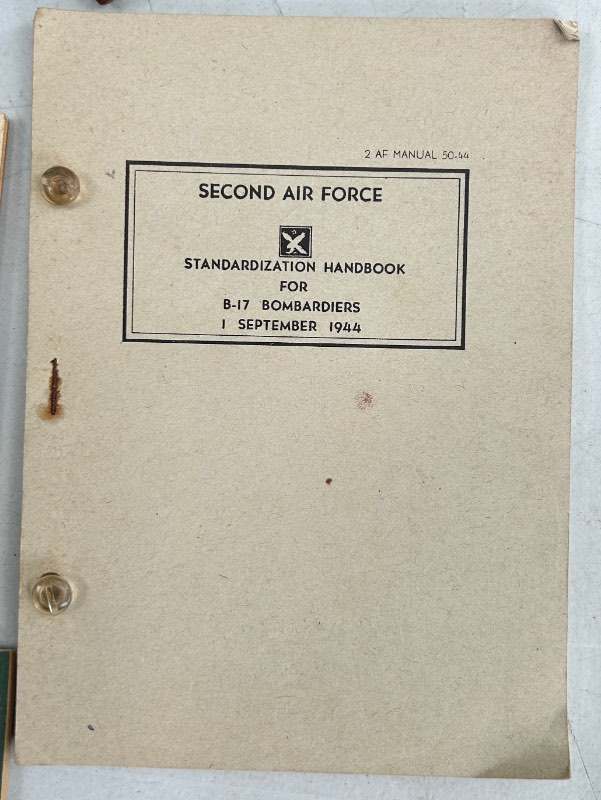 2 AF MANUAL 50-44
SECOND AIR FORCE
STANDARDIZATION HANDBOOK
FOR
B-17 BOMBARDIERS
1 SEPTEMBER 1944